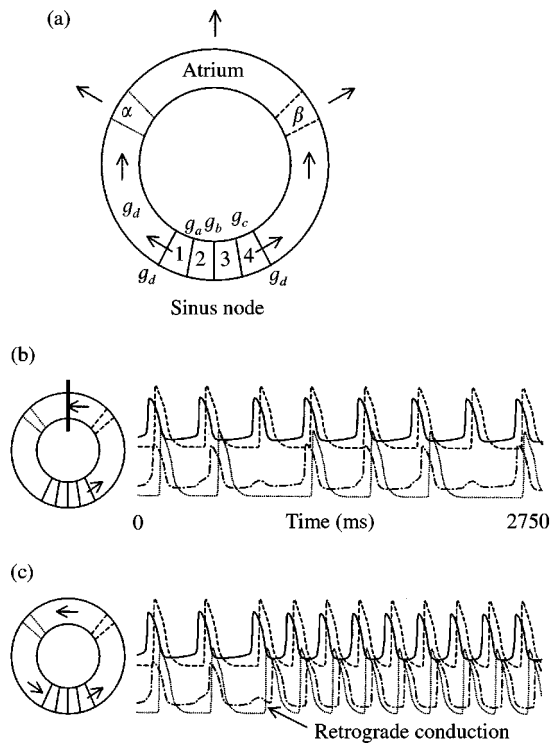 (a)
Atrium
α
β
g_d
g_a g_b g_c
1 2 3 4
g_d g_d
Sinus node
(b)
0 Time (ms) 2750
(c)
Retrograde conduction